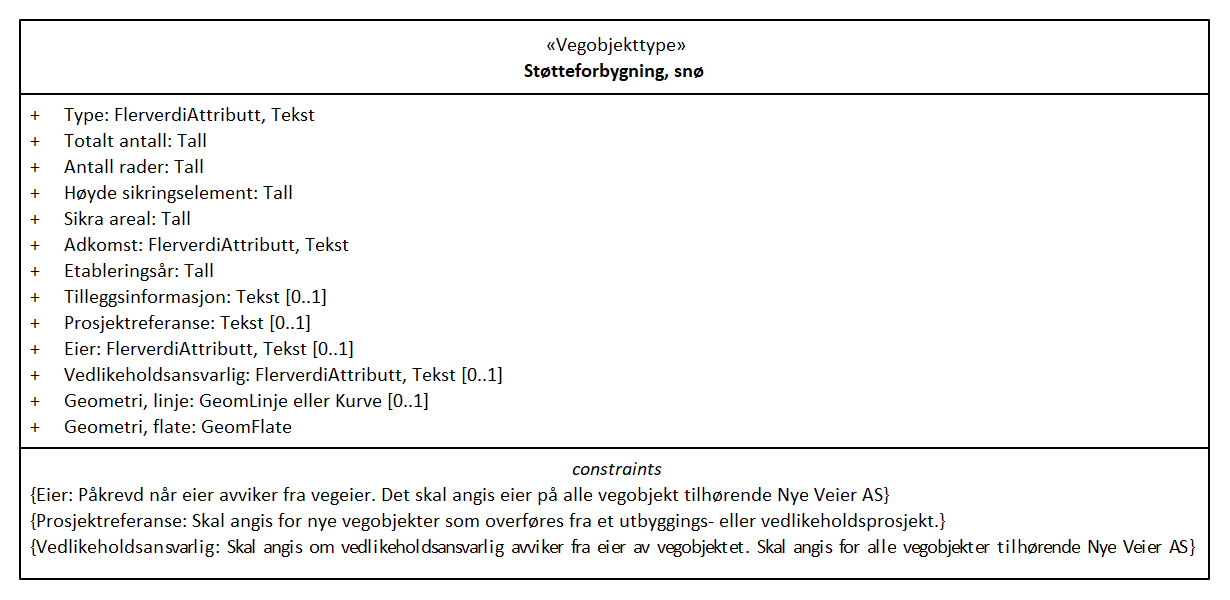 «Vegobjekttype»
Støtteforbygning, snø
+ Type: FlerverdiAttributt, Tekst
+ Totalt antall: Tall
+ Antall rader: Tall
+ Høyde sikringselement: Tall
+ Sikra areal: Tall
+ Adkomst: FlerverdiAttributt, Tekst
+ Etableringsår: Tall
+ Tilleggsinformasjon: Tekst [0..1]
+ Prosjektreferanse: Tekst [0..1]
+ Eier: FlerverdiAttributt, Tekst [0..1]
+ Vedlikeholdsansvarlig: FlerverdiAttributt, Tekst [0..1]
+ Geometri, linje: GeomLinje eller Kurve [0..1]
+ Geometri, flate: GeomFlate
constraints
{Eier: Påkrevd når eier avviker fra vegeier. Det skal angis eier på alle vegobjekt tilhørende Nye Veier AS}
{Prosjektreferanse: Skal angis for nye vegobjekter som overføres fra et utbyggings- eller vedlikeholdsprosjekt.}
{Vedlikeholdsansvarlig: Skal angis om vedlikeholdsansvarlig avviker fra eier av vegobjektet. Skal angis for alle vegobjekter tilhørende Nye Veier AS}